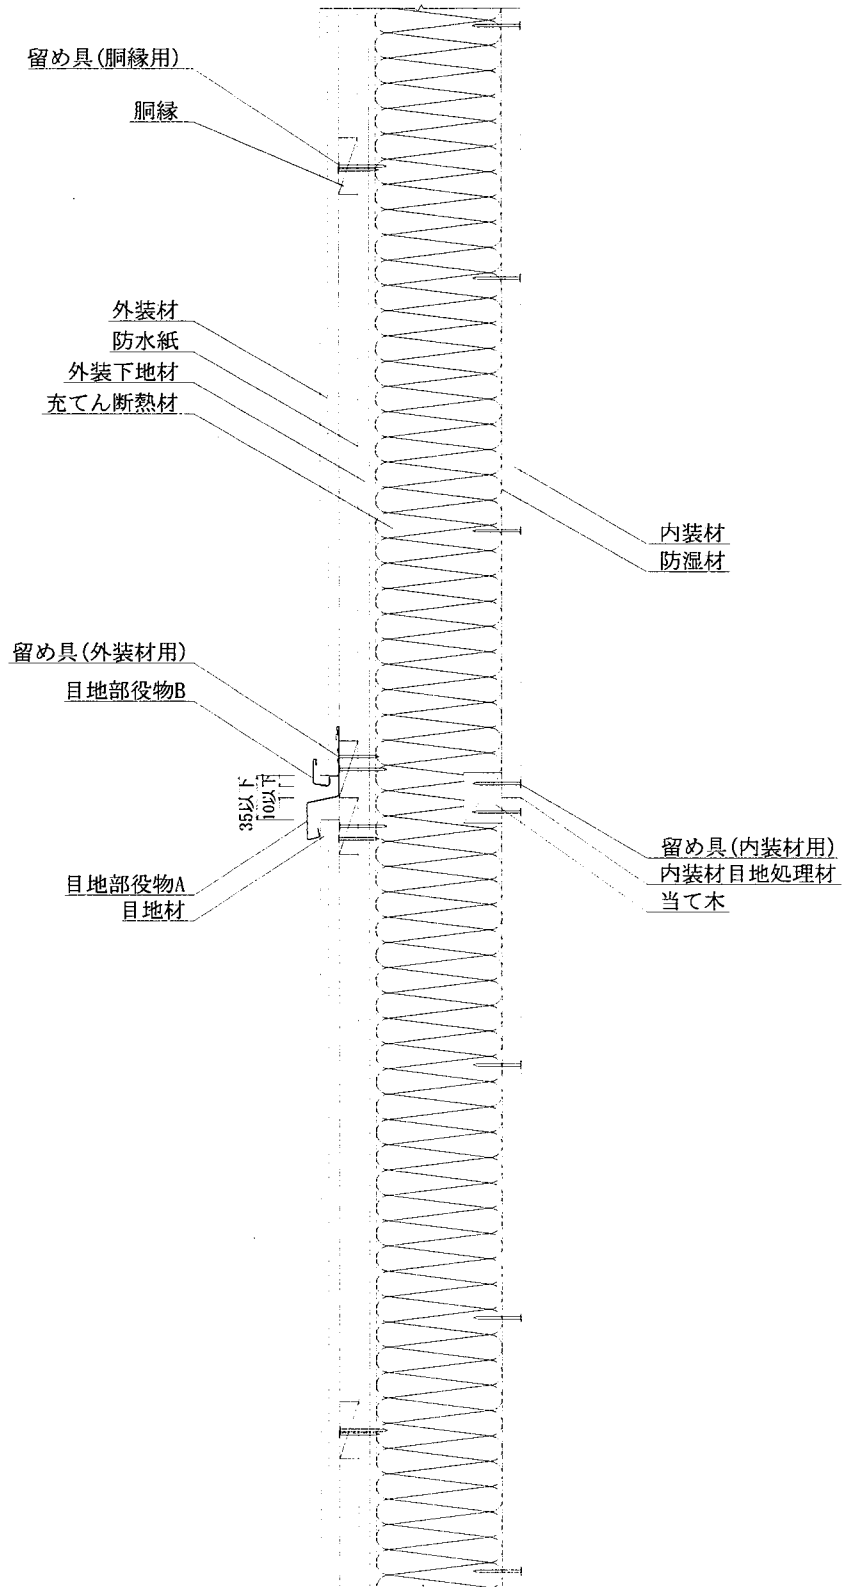 留め具(胴縁用)
胴縁
外装材
防水紙
外装下地材
充てん断熱材
内装材
防湿材
留め具(外装材用)
目地部役物B
35以下
10以下
目地部役物A
目地材
留め具(内装材用)
内装材目地処理材
当て木